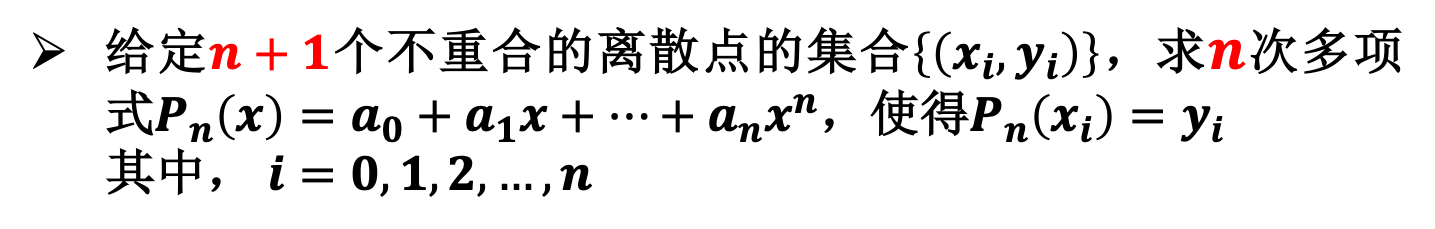 ➢ 给定n + 1个不重合的离散点的集合{(xᵢ, yᵢ)}，求n次多项
式Pₙ(x) = a₀ + a₁x + ⋯ + aₙxⁿ，使得Pₙ(xᵢ) = yᵢ
其中， i = 0, 1, 2, … , n